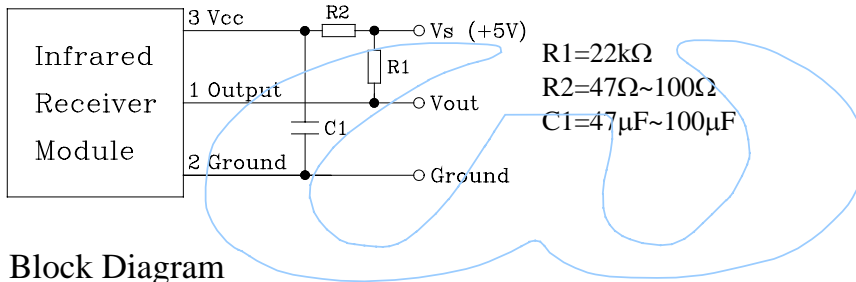 3 Vcc
R2
Vs (+5V)
Infrared
Receiver
Module
R1
1 Output
Vout
C1
2 Ground
Ground
R1=22kΩ
R2=47Ω~100Ω
C1=47μF~100μF
Block Diagram